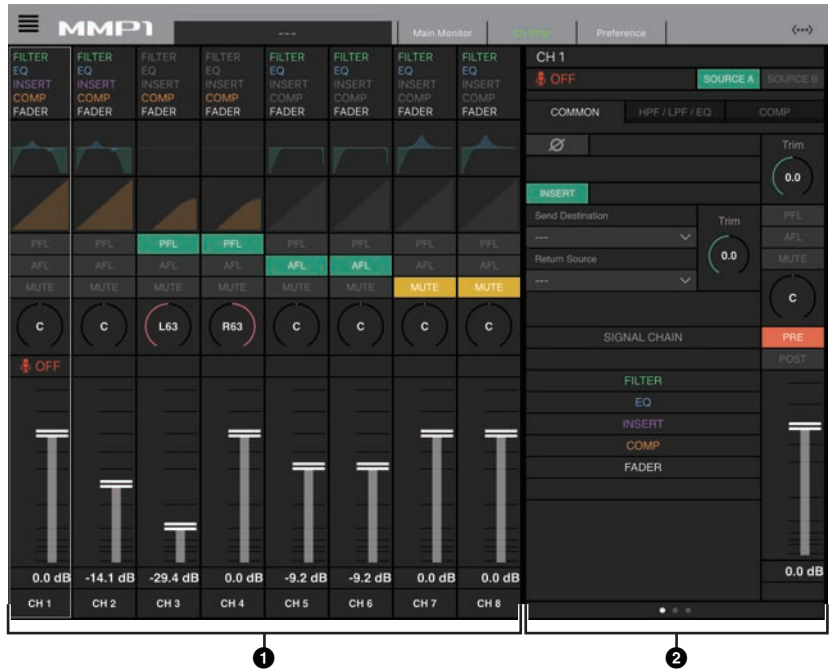 MMP1
---
Main Monitor
Ch Strip
Preference
FILTER FILTER FILTER FILTER FILTER FILTER FILTER FILTER
EQ EQ EQ EQ EQ EQ EQ EQ
INSERT INSERT INSERT INSERT INSERT INSERT INSERT INSERT
COMP COMP COMP COMP COMP COMP COMP COMP
FADER FADER FADER FADER FADER FADER FADER FADER
PFL PFL PFL PFL PFL PFL PFL PFL
AFL AFL AFL AFL AFL AFL AFL AFL
MUTE MUTE MUTE MUTE MUTE MUTE MUTE MUTE
C C L63 R63 C C C C
OFF
0.0 dB -14.1 dB -29.4 dB 0.0 dB -9.2 dB -9.2 dB 0.0 dB 0.0 dB
CH 1 CH 2 CH 3 CH 4 CH 5 CH 6 CH 7 CH 8
CH 1
OFF
SOURCE A SOURCE B
COMMON HPF / LPF / EQ COMP
Ø
Trim
0.0
INSERT
Send Destination
---
Return Source
---
Trim
0.0
PFL
AFL
MUTE
C
SIGNAL CHAIN
PRE
POST
FILTER
EQ
INSERT
COMP
FADER
0.0 dB
1
2